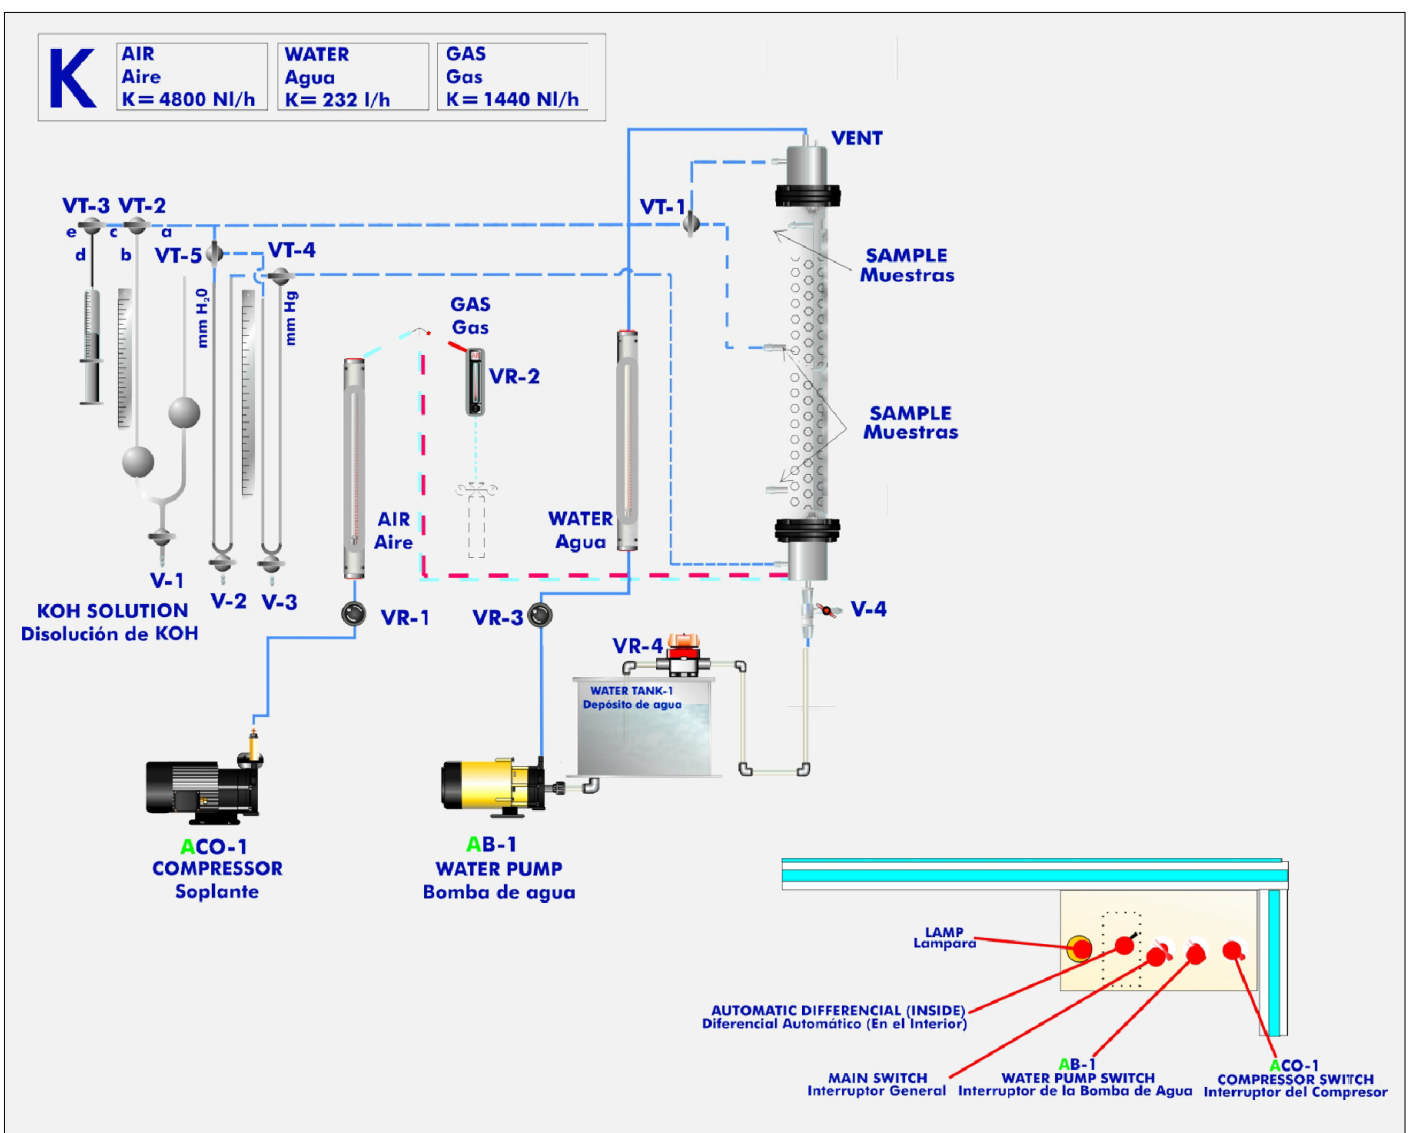 K
AIR
Aire
K= 4800 Nl/h
WATER
Agua
K= 232 l/h
GAS
Gas
K= 1440 Nl/h
VENT
VT-3
VT-2
VT-1
e
c
a
d
b
VT-5
VT-4
SAMPLE
Muestras
mm H₂0
mm Hg
GAS
Gas
VR-2
SAMPLE
Muestras
AIR
Aire
WATER
Agua
V-1
V-2
V-3
KOH SOLUTION
Disolución de KOH
VR-1
VR-3
V-4
VR-4
WATER TANK-1
Depósito de agua
ACO-1
COMPRESSOR
Soplante
AB-1
WATER PUMP
Bomba de agua
LAMP
Lampara
AUTOMATIC DIFFERENCIAL (INSIDE)
Diferencial Automático (En el Interior)
MAIN SWITCH
Interruptor General
AB-1
WATER PUMP SWITCH
Interruptor de la Bomba de Agua
ACO-1
COMPRESSOR SWITCH
Interruptor del Compresor